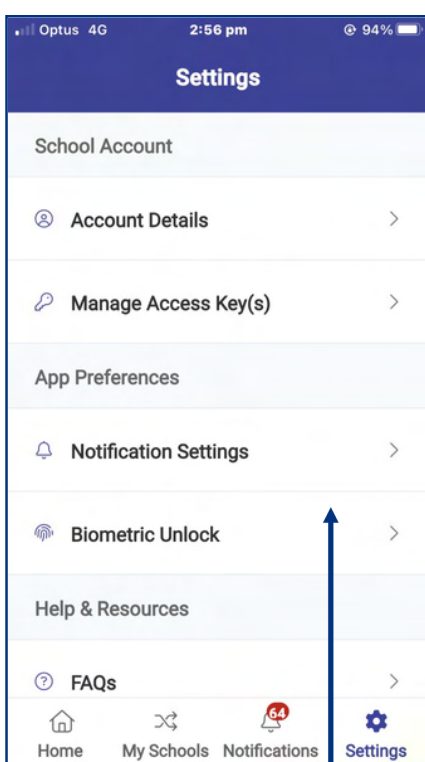 Optus 4G 2:56 pm 94%
Settings
School Account
Account Details
Manage Access Key(s)
App Preferences
Notification Settings
Biometric Unlock
Help & Resources
FAQs
64
Home My Schools Notifications Settings